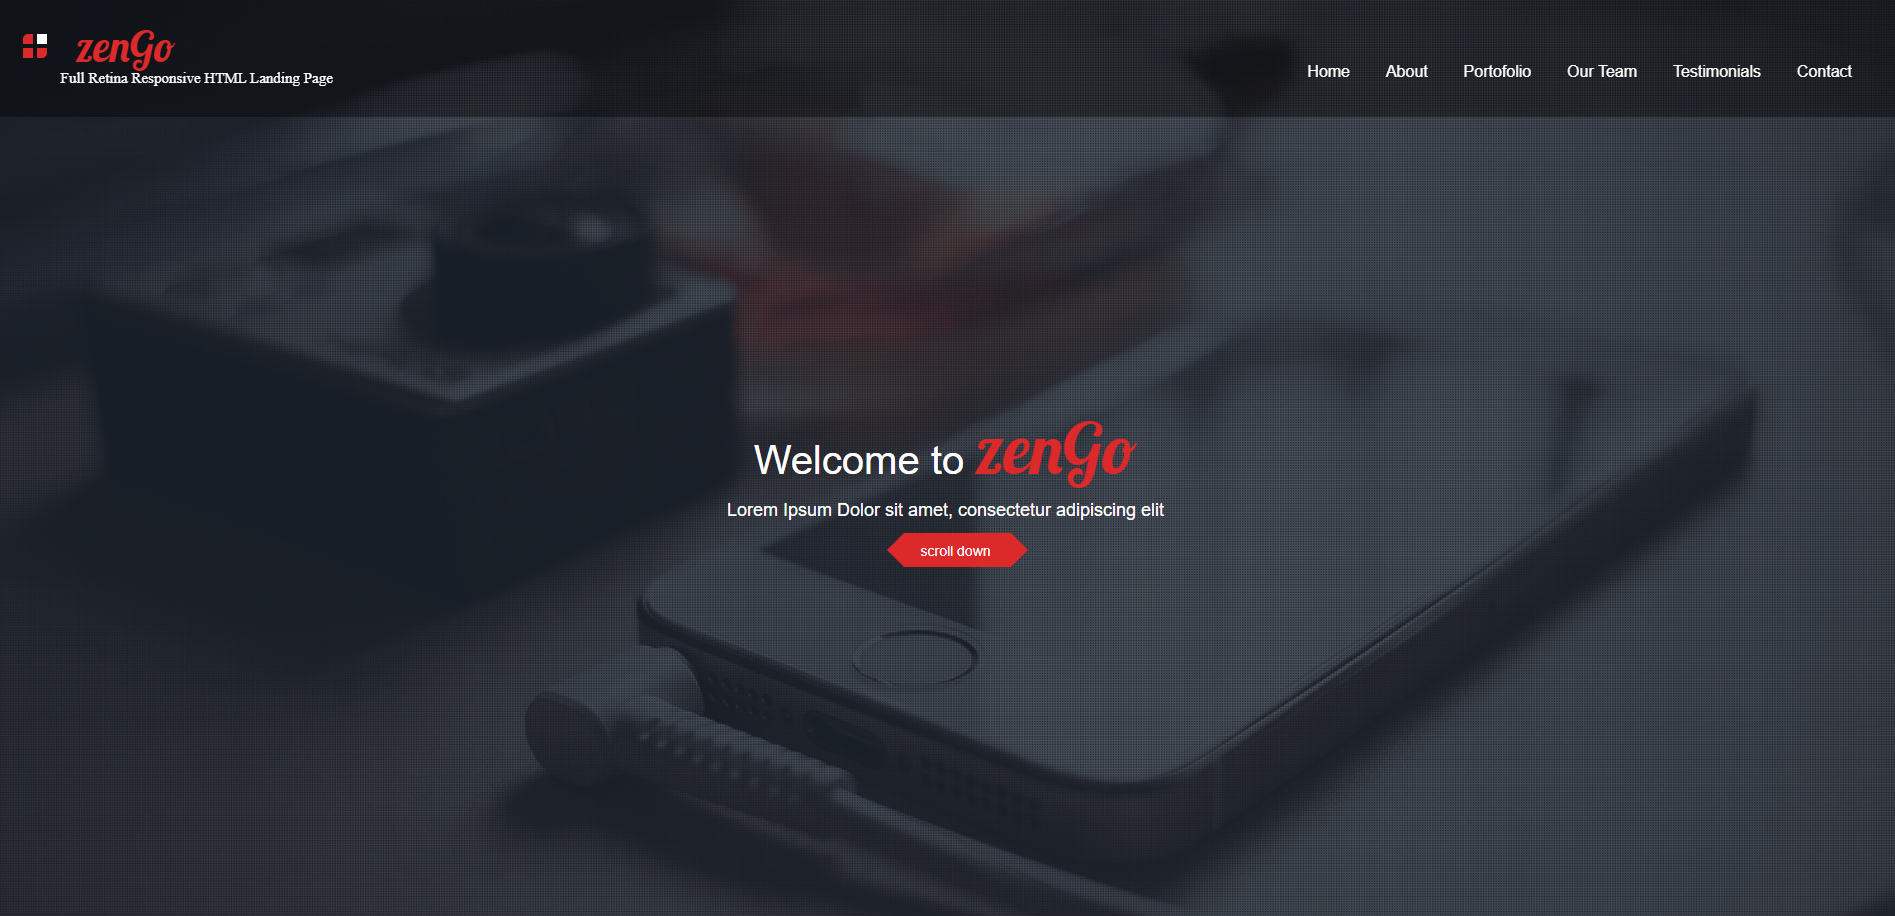 zenGo
Full Retina Responsive HTML Landing Page
Home About Portofolio Our Team Testimonials Contact
Welcome to zenGo
Lorem Ipsum Dolor sit amet, consectetur adipiscing elit
scroll down